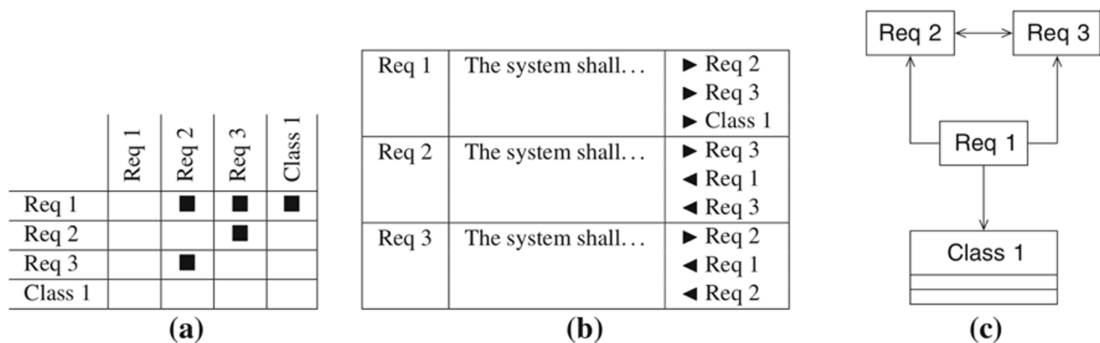 Req 1
Req 2
Req 3
Class 1
Req 1 ■ ■ ■
Req 2 ■
Req 3 ■
Class 1
(a)
Req 1 The system shall... ► Req 2
► Req 3
► Class 1
Req 2 The system shall... ► Req 3
◄ Req 1
◄ Req 3
Req 3 The system shall... ► Req 2
◄ Req 1
◄ Req 2
(b)
Req 2 Req 3
Req 1
Class 1
(c)